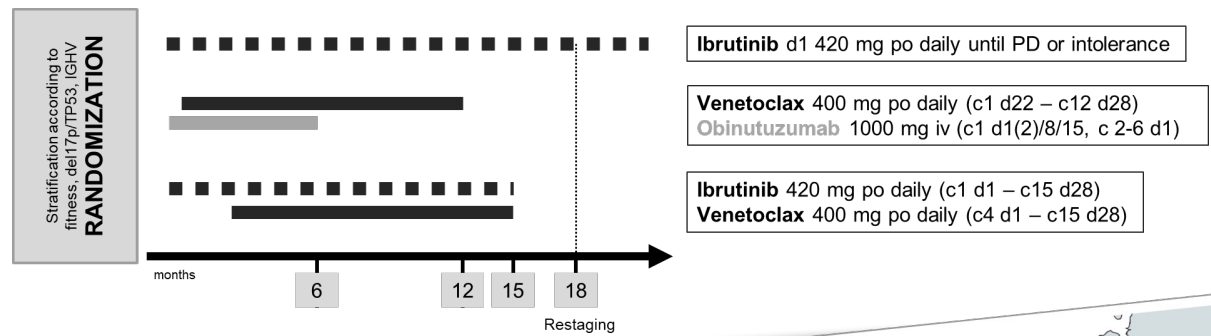 Stratification according to
fitness, del17p/TP53, IGHV
RANDOMIZATION
Ibrutinib d1 420 mg po daily until PD or intolerance
Venetoclax 400 mg po daily (c1 d22 – c12 d28)
Obinutuzumab 1000 mg iv (c1 d1(2)/8/15, c 2-6 d1)
Ibrutinib 420 mg po daily (c1 d1 – c15 d28)
Venetoclax 400 mg po daily (c4 d1 – c15 d28)
months
6
12
15
18
Restaging